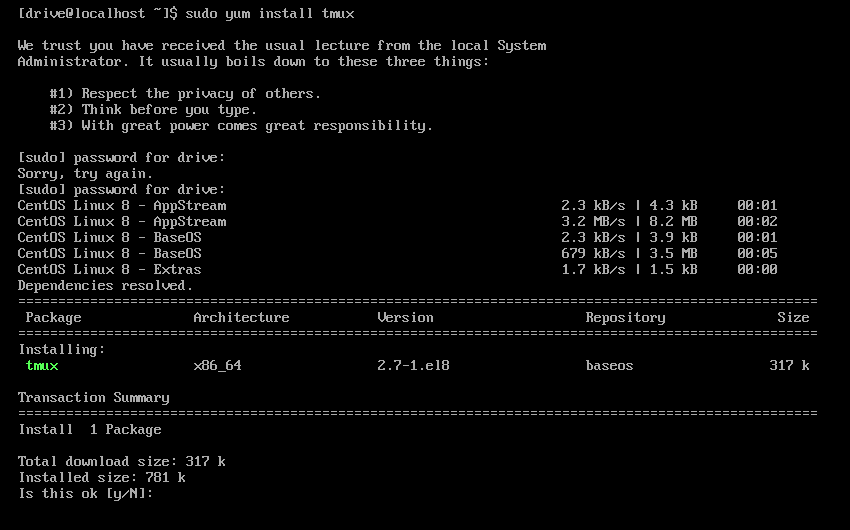 [drive@localhost ~]$ sudo yum install tmux
We trust you have received the usual lecture from the local System
Administrator. It usually boils down to these three things:
#1) Respect the privacy of others.
#2) Think before you type.
#3) With great power comes great responsibility.
[sudo] password for drive:
Sorry, try again.
[sudo] password for drive:
CentOS Linux 8 - AppStream 2.3 kB/s | 4.3 kB 00:01
CentOS Linux 8 - AppStream 3.2 MB/s | 8.2 MB 00:02
CentOS Linux 8 - BaseOS 2.3 kB/s | 3.9 kB 00:01
CentOS Linux 8 - BaseOS 679 kB/s | 3.5 MB 00:05
CentOS Linux 8 - Extras 1.7 kB/s | 1.5 kB 00:00
Dependencies resolved.
====================================================================================================
Package Architecture Version Repository Size
====================================================================================================
Installing:
tmux x86_64 2.7-1.el8 baseos 317 k
Transaction Summary
====================================================================================================
Install 1 Package
Total download size: 317 k
Installed size: 781 k
Is this ok [y/N]: